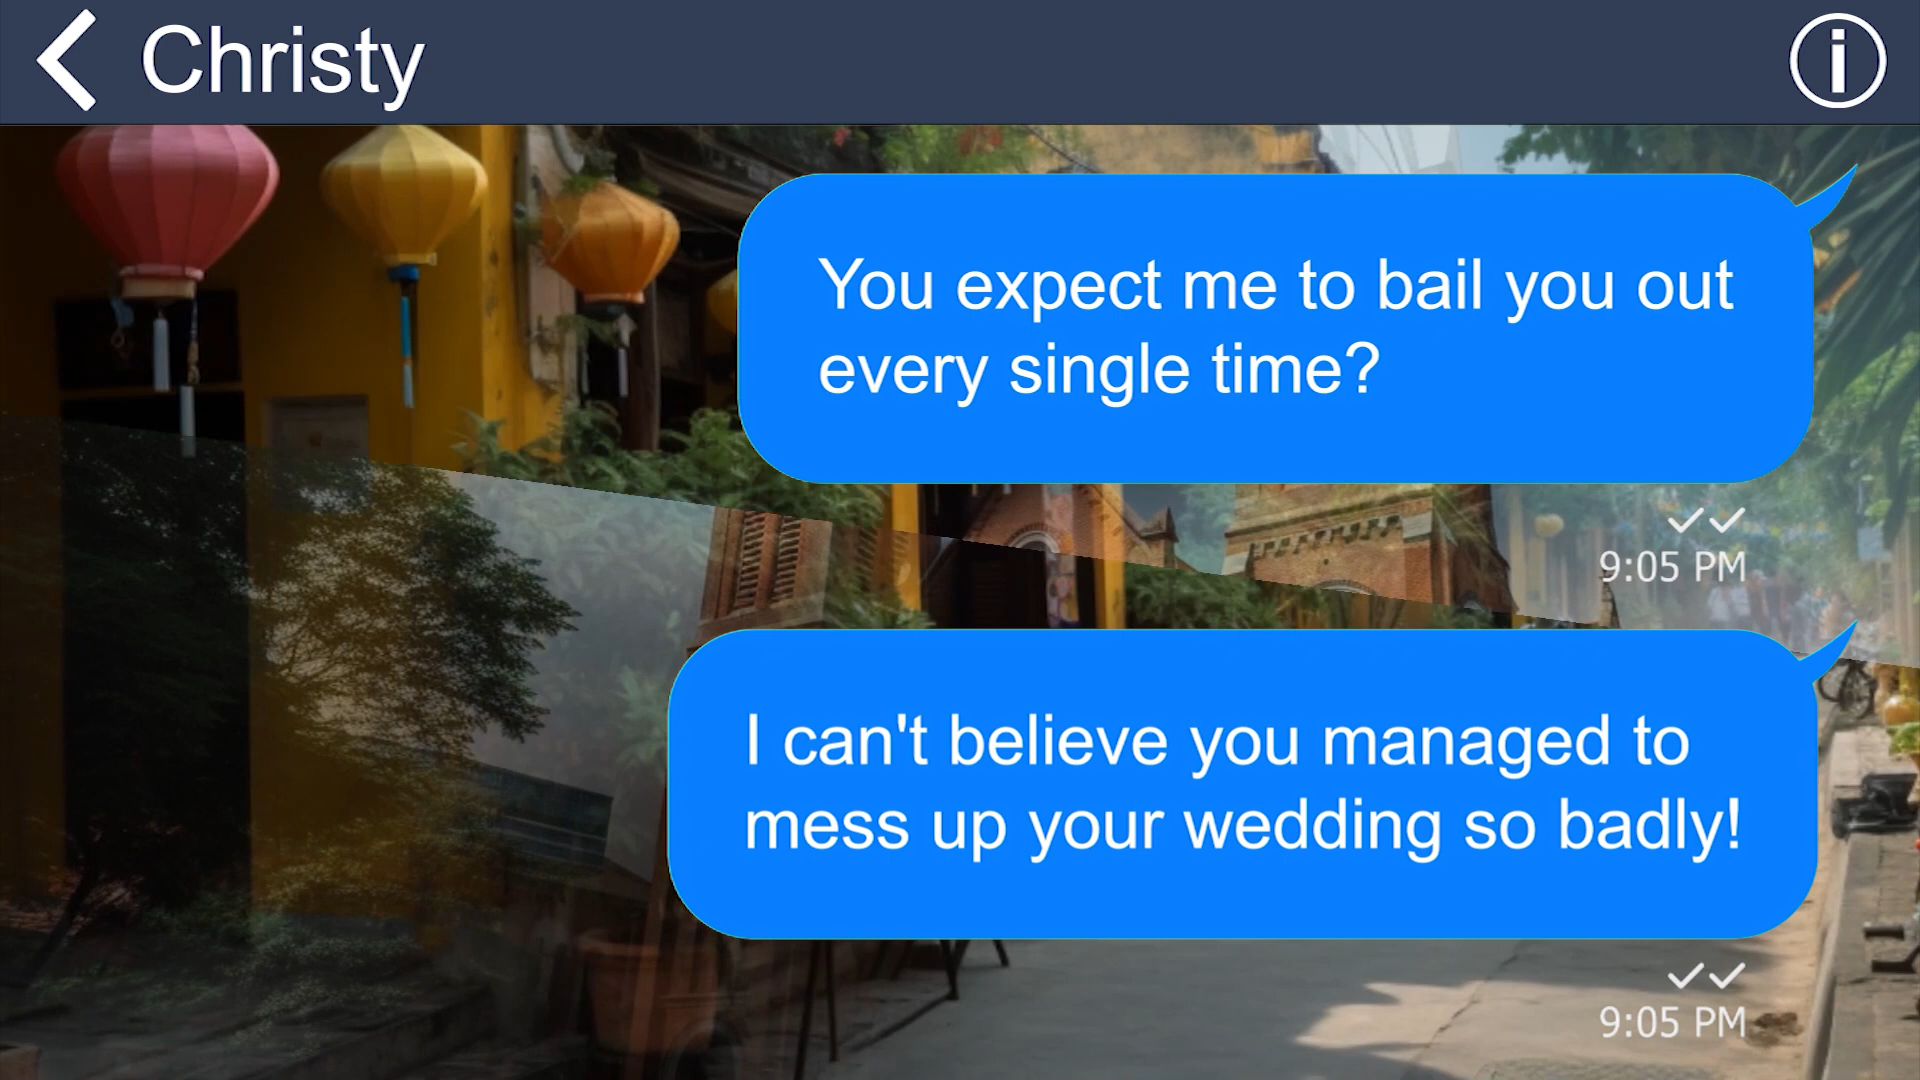 Christy
You expect me to bail you out
every single time?
9:05 PM
I can't believe you managed to
mess up your wedding so badly!
9:05 PM